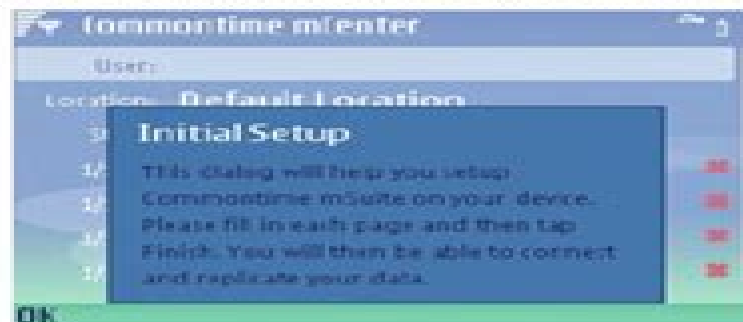 Commontime mCenter
User:
Location: Default Location
Initial Setup
This dialog will help you setup
Commontime mSuite on your device.
Please fill in each page and then tap
Finish. You will then be able to connect
and replicate your data.
OK